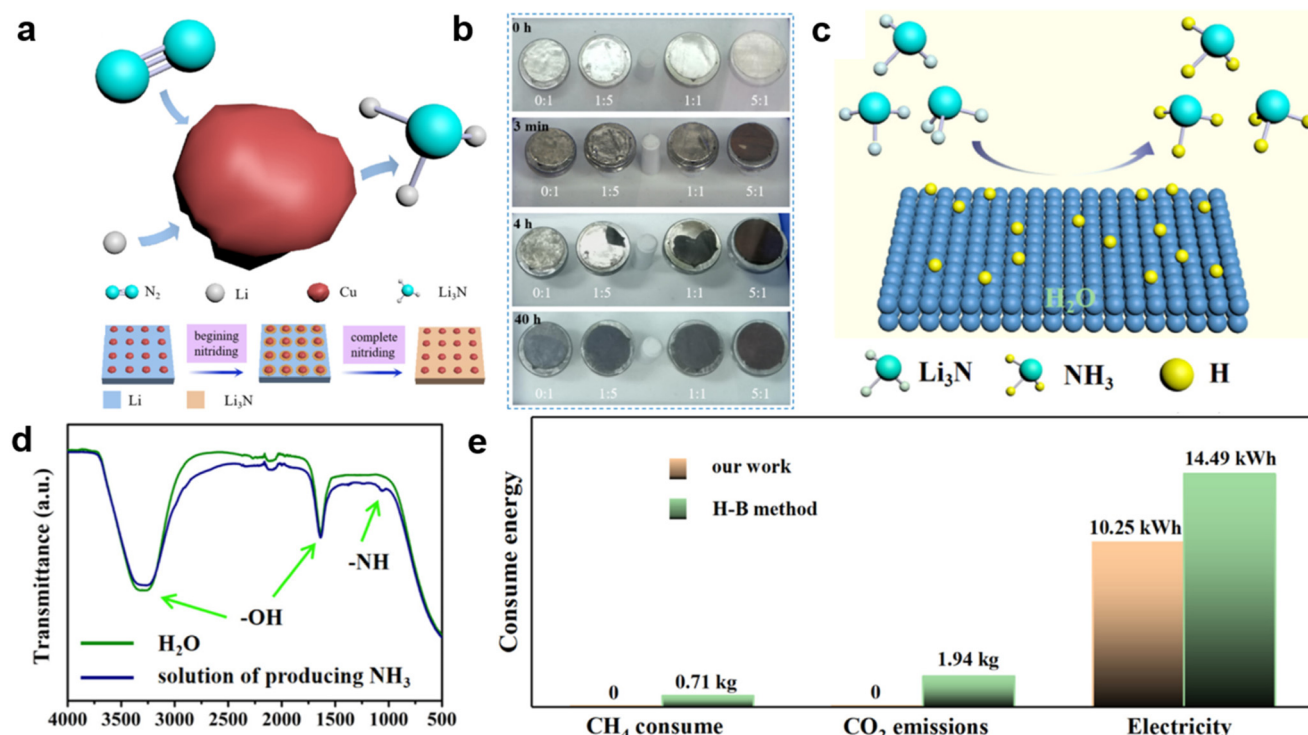 a
N₂
Li
Cu
Li₃N
begining
nitriding
complete
nitriding
Li
Li₃N
b
0 h
0:1
1:5
1:1
5:1
3 min
0:1
1:5
1:1
5:1
4 h
0:1
1:5
1:1
5:1
40 h
0:1
1:5
1:1
5:1
c
H₂O
Li₃N
NH₃
H
d
Transmittance (a.u.)
-NH
-OH
H₂O
solution of producing NH₃
4000 3500 3000 2500 2000 1500 1000 500
e
Consume energy
our work
H-B method
0
0.71 kg
0
1.94 kg
10.25 kWh
14.49 kWh
CH₄ consume
CO₂ emissions
Electricity